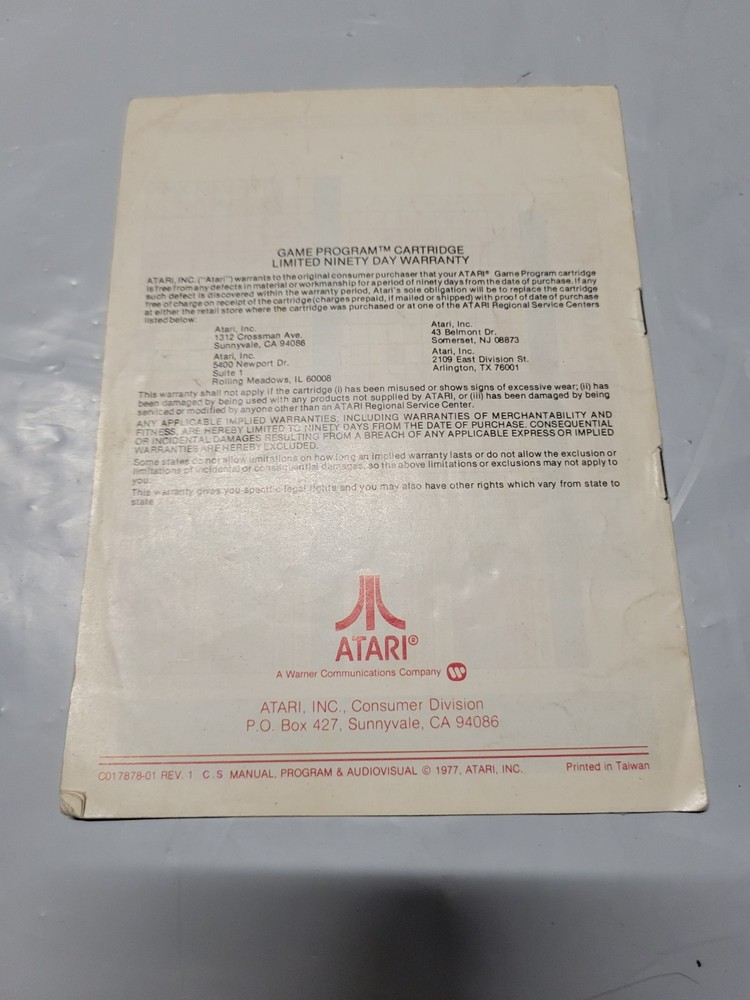 GAME PROGRAM™ CARTRIDGE
LIMITED NINETY DAY WARRANTY
ATARI, INC. ("Atari") warrants to the original consumer purchaser that your ATARI® Game Program cartridge
is free from any defects in material or workmanship for a period of ninety days from the date of purchase. If any
such defect is discovered within the warranty period, Atari's sole obligation will be to replace the cartridge
free of charge on receipt of the cartridge (charges prepaid, if mailed or shipped) with proof of date of purchase
at either the retail store where the cartridge was purchased or at one of the ATARI Regional Service Centers
listed below:
Atari, Inc.
1312 Crossman Ave.
Sunnyvale, CA 94086
Atari, Inc.
5400 Newport Dr.
Suite 1
Rolling Meadows, IL 60008
Atari, Inc.
43 Belmont Dr.
Somerset, NJ 08873
Atari, Inc.
2109 East Division St.
Arlington, TX 76001
This warranty shall not apply if the cartridge (i) has been misused or shows signs of excessive wear; (ii) has
been damaged by being used with any products not supplied by ATARI, or (iii) has been damaged by being
serviced or modified by anyone other than an ATARI Regional Service Center.
ANY APPLICABLE IMPLIED WARRANTIES, INCLUDING WARRANTIES OF MERCHANTABILITY AND
FITNESS, ARE HEREBY LIMITED TO NINETY DAYS FROM THE DATE OF PURCHASE. CONSEQUENTIAL
OR INCIDENTAL DAMAGES RESULTING FROM A BREACH OF ANY APPLICABLE EXPRESS OR IMPLIED
WARRANTIES ARE HEREBY EXCLUDED.
Some states do not allow limitations on how long an implied warranty lasts or do not allow the exclusion or
limitations of incidental or consequential damages, so the above limitations or exclusions may not apply to
you.
This warranty gives you specific legal rights and you may also have other rights which vary from state to
state
ATARI®
A Warner Communications Company
ATARI, INC., Consumer Division
P.O. Box 427, Sunnyvale, CA 94086
C017878-01 REV. 1 C.S MANUAL, PROGRAM & AUDIOVISUAL © 1977, ATARI, INC. Printed in Taiwan